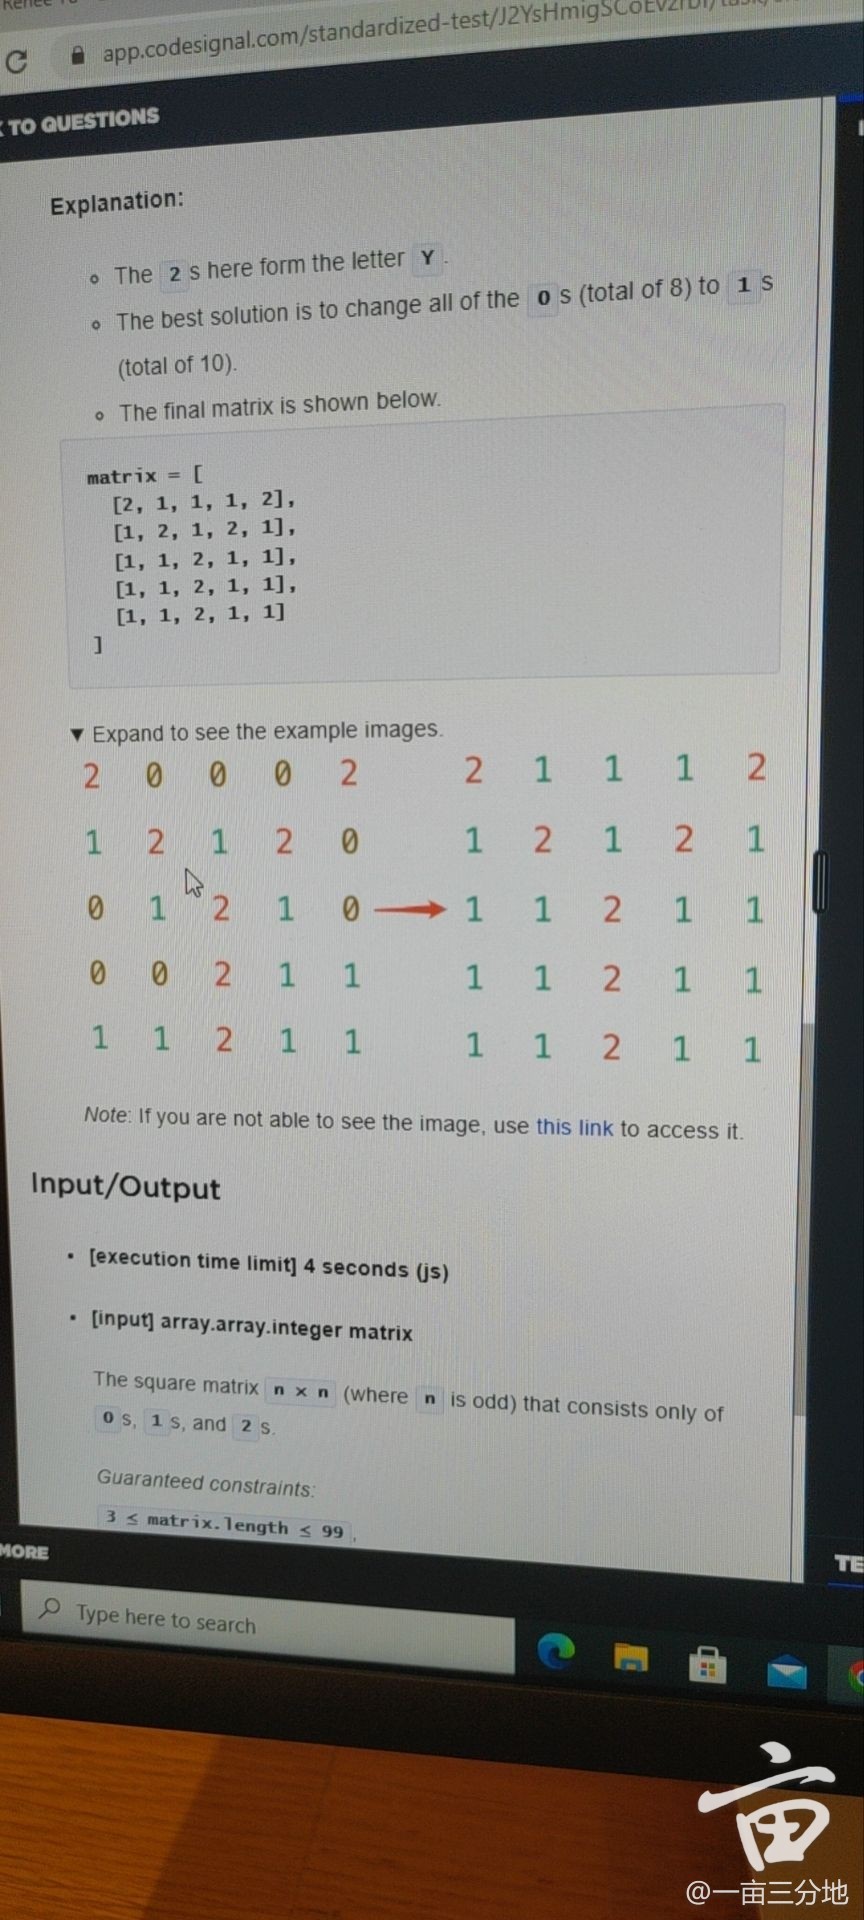 app.codesignal.com/standardized-test/J2YsHmigSCoEv2rDf/
TO QUESTIONS
Explanation:
The 2 s here form the letter Y .
The best solution is to change all of the 0 s (total of 8) to 1 s
(total of 10).
The final matrix is shown below.
matrix = [
[2, 1, 1, 1, 2],
[1, 2, 1, 2, 1],
[1, 1, 2, 1, 1],
[1, 1, 2, 1, 1],
[1, 1, 2, 1, 1]
]
▼ Expand to see the example images.
2 0 0 0 2 2 1 1 1 2
1 2 1 2 0 1 2 1 2 1
0 1 2 1 0 1 1 2 1 1
0 0 2 1 1 1 1 2 1 1
1 1 2 1 1 1 1 2 1 1
Note: If you are not able to see the image, use this link to access it.
Input/Output
[execution time limit] 4 seconds (js)
[input] array.array.integer matrix
The square matrix n × n (where n is odd) that consists only of
0 s, 1 s, and 2 s.
Guaranteed constraints:
3 ≤ matrix.length ≤ 99 ,
MORE
TE
Type here to search
亩
@一亩三分地